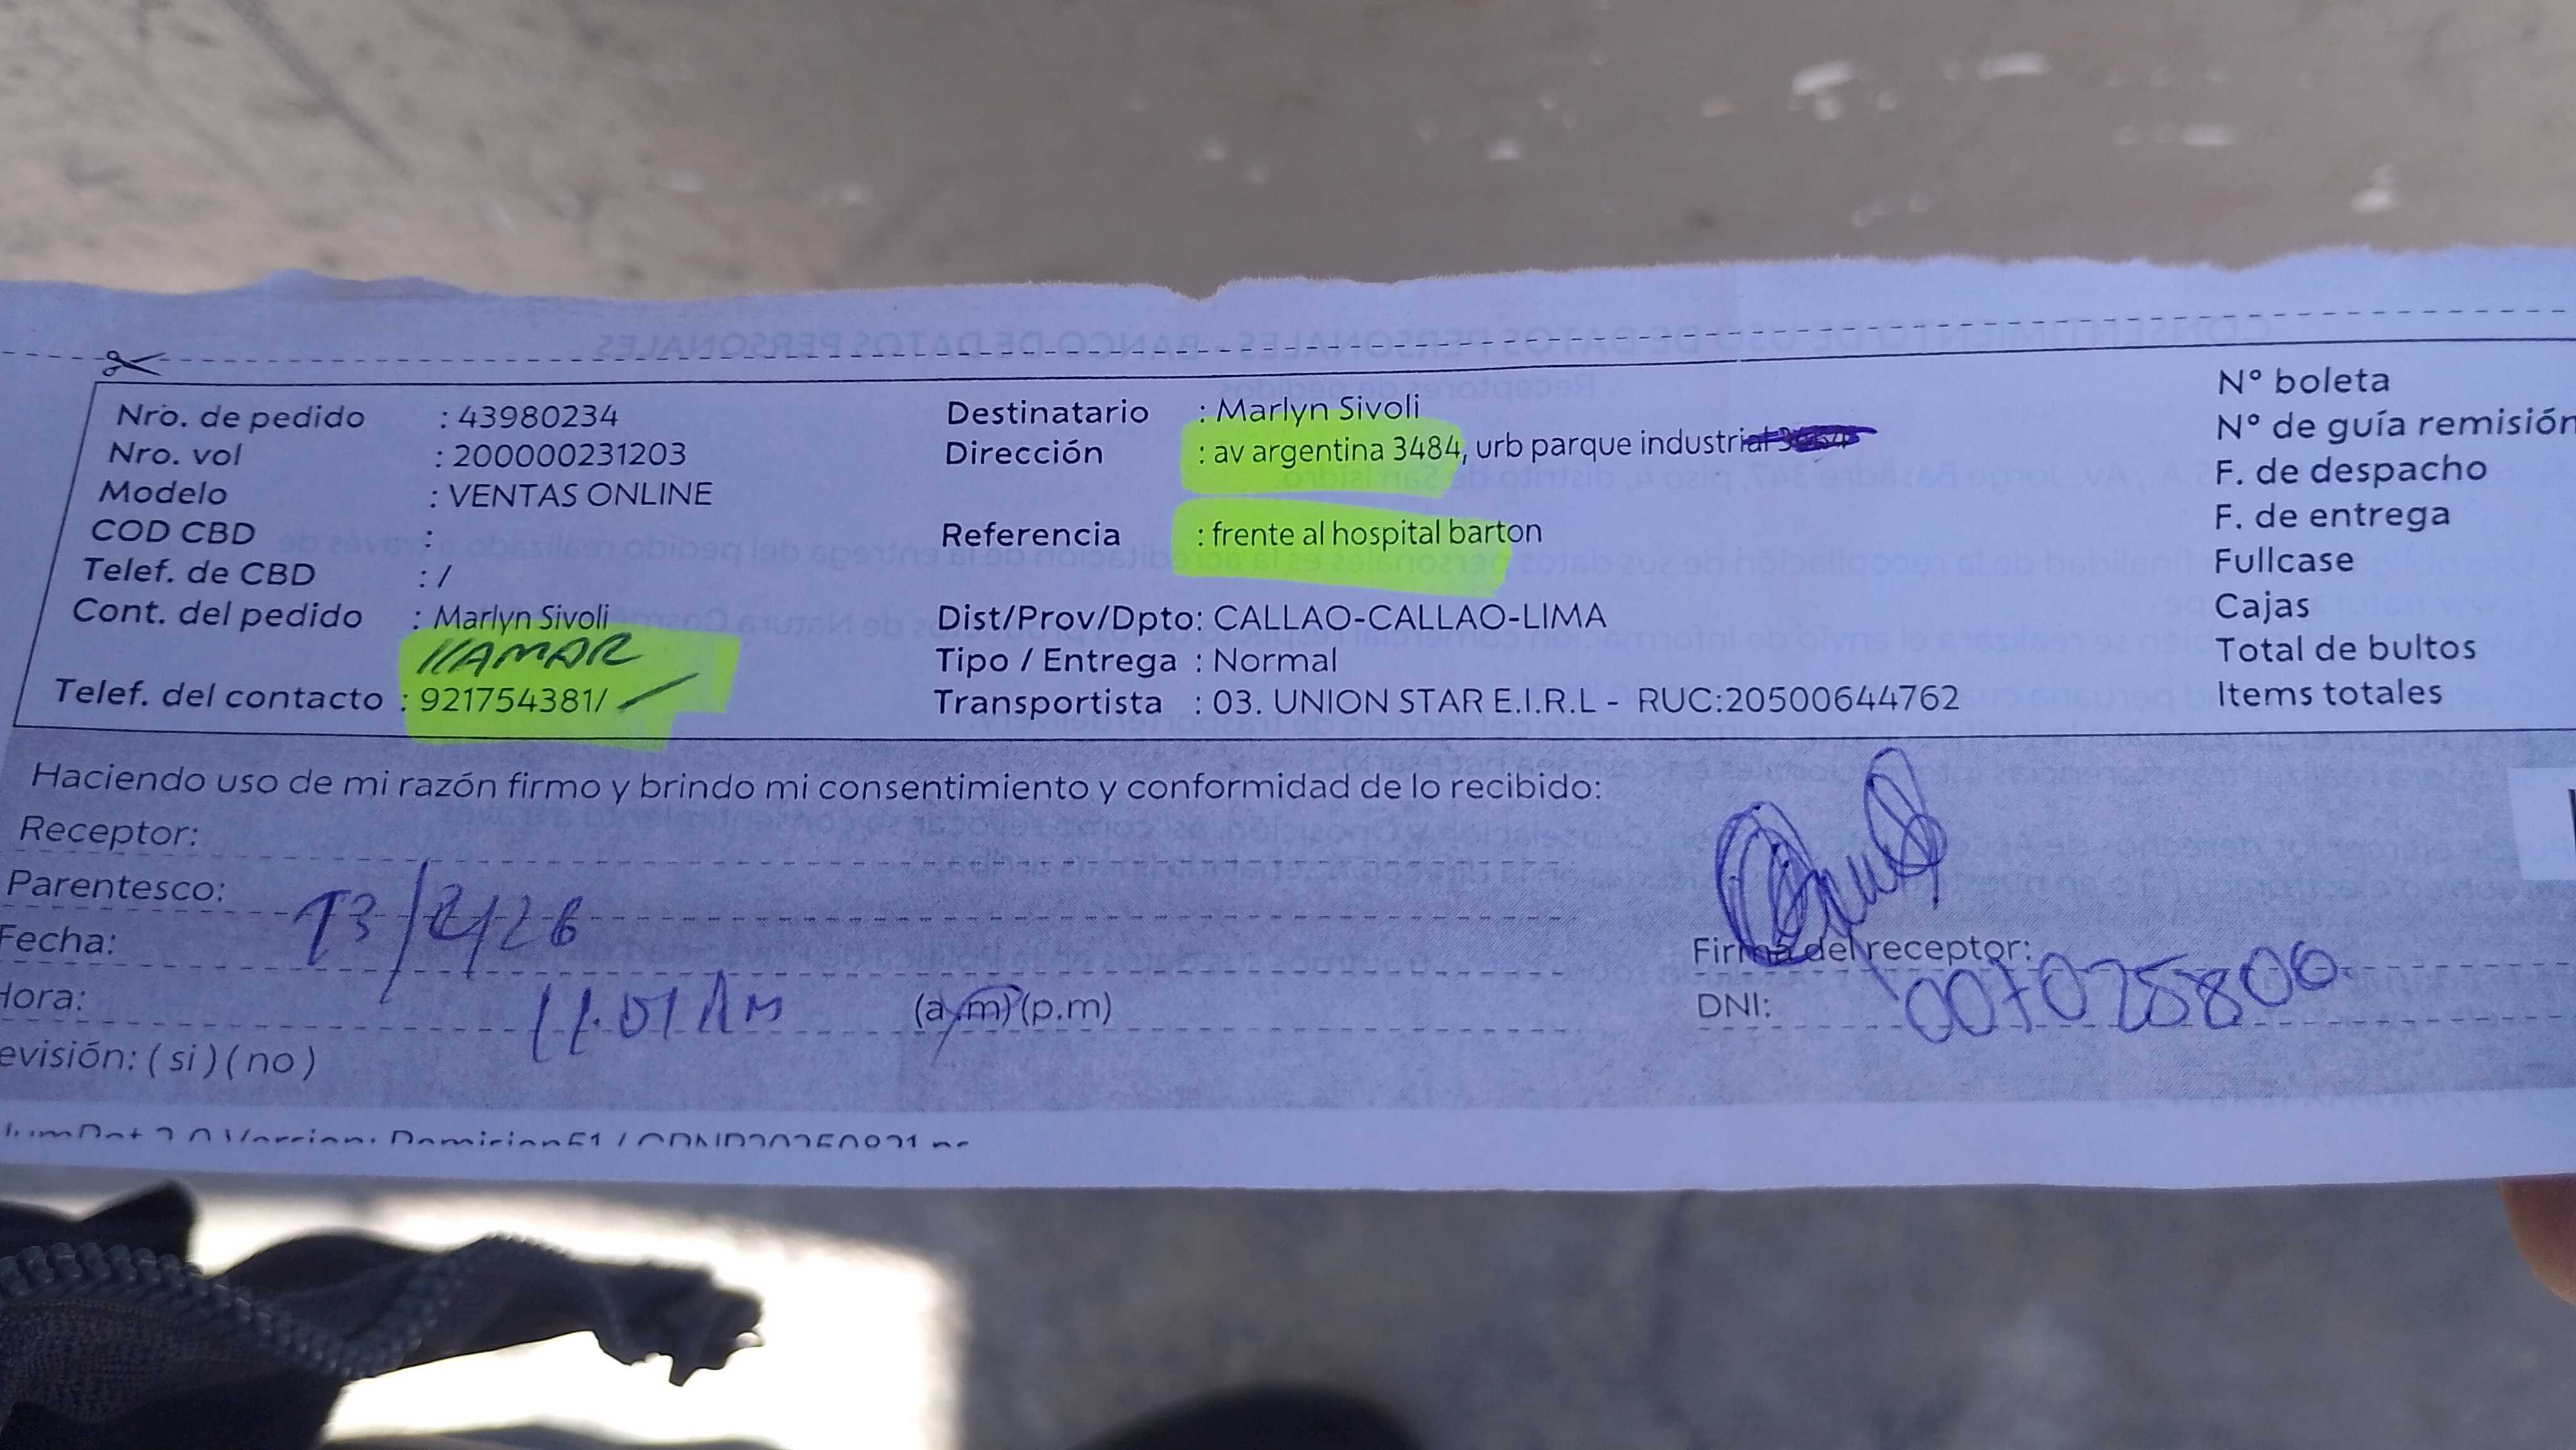 Nro. de pedido : 43980234
Nro. vol : 200000231203
Modelo : VENTAS ONLINE
COD CBD :
Telef. de CBD : /
Cont. del pedido : Marlyn Sivoli
llAMAR
Telef. del contacto : 921754381/
Destinatario : Marlyn Sivoli
Dirección : av argentina 3484, urb parque industrial
Referencia : frente al hospital barton
Dist/Prov/Dpto: CALLAO-CALLAO-LIMA
Tipo / Entrega : Normal
Transportista : 03. UNION STAR E.I.R.L - RUC:20500644762
N° boleta
N° de guía remisión
F. de despacho
F. de entrega
Fullcase
Cajas
Total de bultos
Items totales
Haciendo uso de mi razón firmo y brindo mi consentimiento y conformidad de lo recibido:
Receptor:
Parentesco:
Fecha: 13/2/26
Hora: 11:01 AM (a.m) (p.m)
evisión: ( si ) ( no )
Firma del receptor:
DNI: 007025806